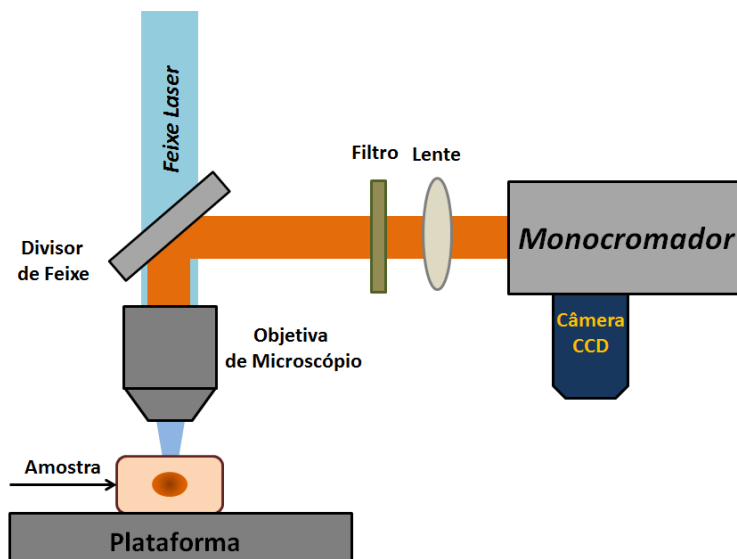 Feixe Laser
Filtro
Lente
Monocromador
Divisor
de Feixe
Câmera
CCD
Objetiva
de Microscópio
Amostra
Plataforma